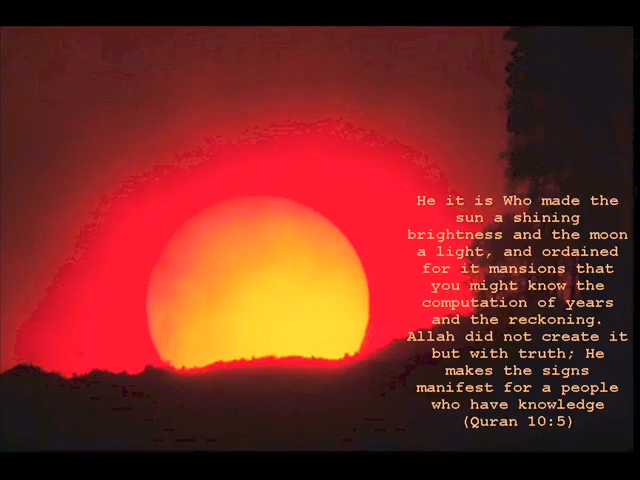 He it is Who made the
sun a shining
brightness and the moon
a light, and ordained
for it mansions that
you might know the
computation of years
and the reckoning.
Allah did not create it
but with truth; He
makes the signs
manifest for a people
who have knowledge
(Quran 10:5)